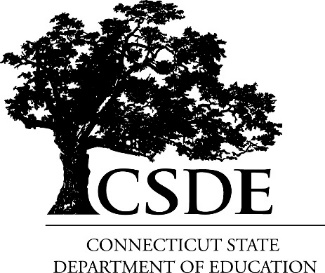 CSDE
CONNECTICUT STATE
DEPARTMENT OF EDUCATION